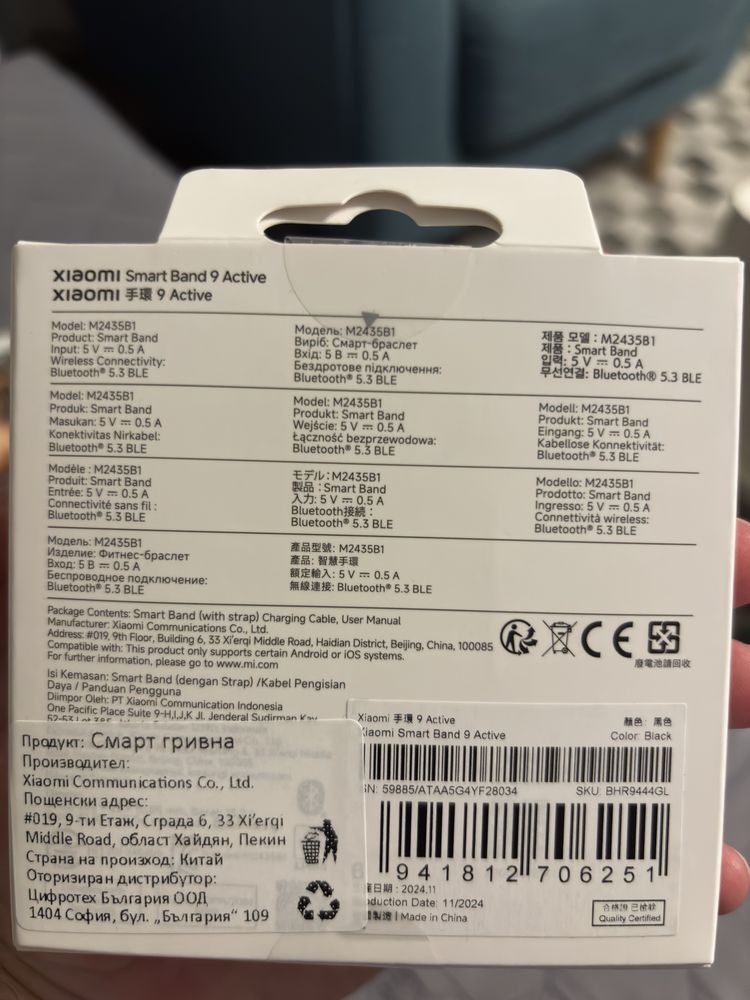 xiaomi Smart Band 9 Active
xiaomi 手環 9 Active
Model: M2435B1
Product: Smart Band
Input: 5 V ⎓ 0.5 A
Wireless Connectivity:
Bluetooth® 5.3 BLE
Модель: M2435B1
Виріб: Смарт-браслет
Вхід: 5 В ⎓ 0.5 А
Бездротове підключення:
Bluetooth® 5.3 BLE
제품 모델 : M2435B1
제품 : Smart Band
입력: 5 V ⎓ 0.5 A
무선연결: Bluetooth® 5.3 BLE
Model: M2435B1
Produk: Smart Band
Masukan: 5 V ⎓ 0.5 A
Konektivitas Nirkabel:
Bluetooth® 5.3 BLE
Model: M2435B1
Produkt: Smart Band
Wejście: 5 V ⎓ 0.5 A
Łączność bezprzewodowa:
Bluetooth® 5.3 BLE
Modell: M2435B1
Produkt: Smart Band
Eingang: 5 V ⎓ 0.5 A
Kabellose Konnektivität:
Bluetooth® 5.3 BLE
Modèle : M2435B1
Produit: Smart Band
Entrée: 5 V ⎓ 0.5 A
Connectivité sans fil :
Bluetooth® 5.3 BLE
モデル : M2435B1
製品 : Smart Band
入力: 5 V ⎓ 0.5 A
Bluetooth接続 :
Bluetooth® 5.3 BLE
Modello: M2435B1
Prodotto: Smart Band
Ingresso: 5 V ⎓ 0.5 A
Connettività wireless:
Bluetooth® 5.3 BLE
Модель: M2435B1
Изделие: Фитнес-браслет
Вход: 5 В ⎓ 0.5 А
Беспроводное подключение:
Bluetooth® 5.3 BLE
產品型號: M2435B1
產品: 智慧手環
額定輸入: 5 V ⎓ 0.5 A
無線連接: Bluetooth® 5.3 BLE
Package Contents: Smart Band (with strap) Charging Cable, User Manual
Manufacturer: Xiaomi Communications Co., Ltd.
Address: #019, 9th Floor, Building 6, 33 Xi'erqi Middle Road, Haidian District, Beijing, China, 100085
Compatible with: This product only supports certain Android or iOS systems.
For further information, please go to www.mi.com
CE
廢電池請回收
Isi Kemasan: Smart Band (dengan Strap) /Kabel Pengisian
Daya / Panduan Pengguna
Diimpor Oleh: PT Xiaomi Communication Indonesia
One Pacific Place Suite 9-H,I,J,K Jl. Jenderal Sudirman Kav
Продукт: Смарт гривна
Производител:
Xiaomi Communications Co., Ltd.
Пощенски адрес:
#019, 9-ти Етаж, Сграда 6, 33 Xi'erqi
Middle Road, област Хайдян, Пекин
Страна на произход: Китай
Оторизиран дистрибутор:
Цифротех България ООД
1404 София, бул. „България“ 109
Xiaomi 手環 9 Active
顏色: 黑色
Xiaomi Smart Band 9 Active
Color: Black
SN: 59885/ATAA5G4YF28034
SKU: BHR9444GL
941812 706251
產日期: 2024.11
oduction Date: 11/2024
國製造 | Made in China
合格證 已檢驗
Quality Certified